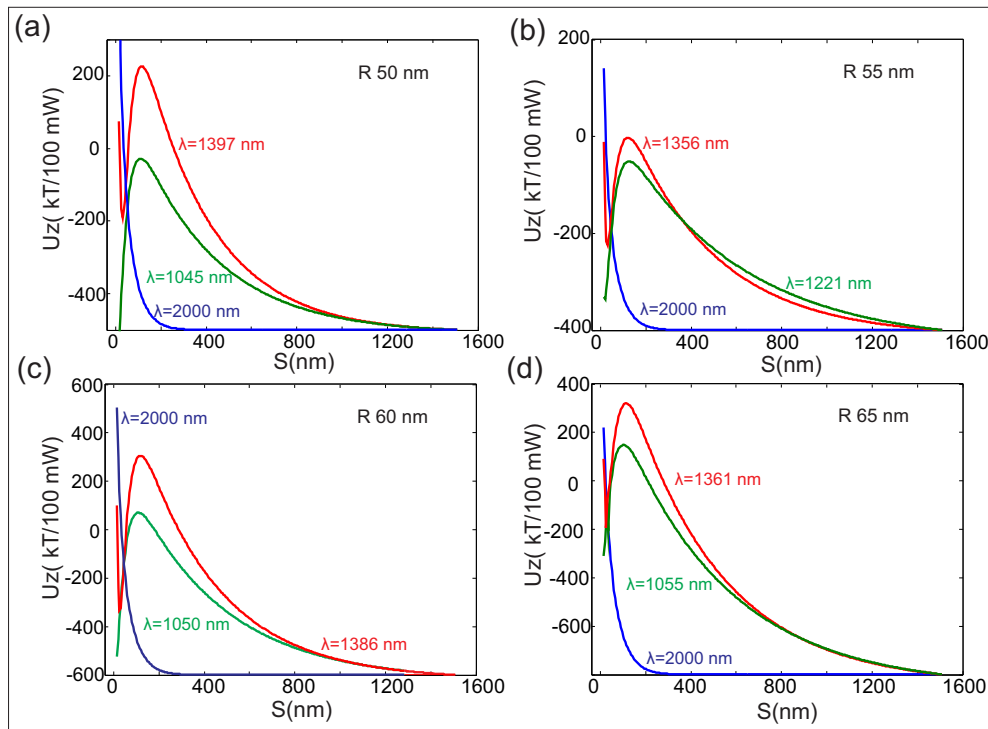 (a)
R 50 nm
λ=1397 nm
λ=1045 nm
λ=2000 nm
Uz( kT/100 mW)
200
0
-200
-400
0
400
800
1200
1600
S(nm)
(b)
R 55 nm
λ=1356 nm
λ=1221 nm
λ=2000 nm
Uz( kT/100 mW)
200
0
-200
-400
0
400
800
1200
1600
S(nm)
(c)
R 60 nm
λ=2000 nm
λ=1050 nm
λ=1386 nm
Uz( kT/100 mW)
600
400
200
0
-200
-400
-600
0
400
800
1200
1600
S(nm)
(d)
R 65 nm
λ=1361 nm
λ=1055 nm
λ=2000 nm
Uz( kT/100 mW)
400
200
0
-200
-400
-600
0
400
800
1200
1600
S(nm)